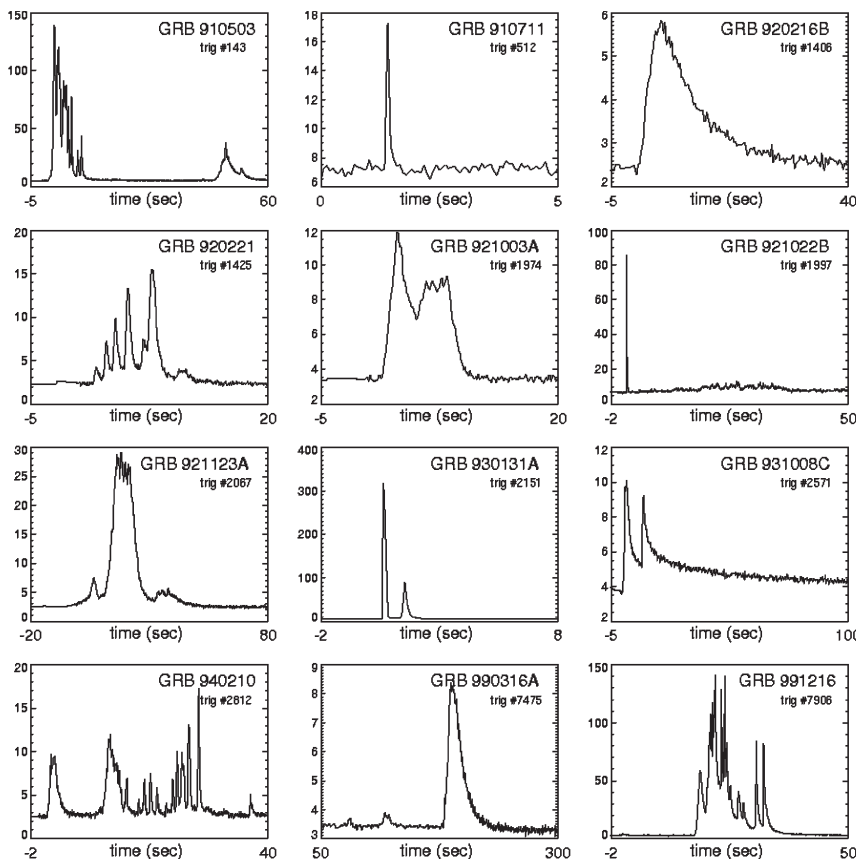 GRB 910503
trig #143
150
100
50
0
-5 time (sec) 60
GRB 910711
trig #512
18
16
14
12
10
8
6
0 time (sec) 5
GRB 920216B
trig #1406
6
5
4
3
2
-5 time (sec) 40
GRB 920221
trig #1425
20
15
10
5
0
-5 time (sec) 20
GRB 921003A
trig #1974
12
10
8
6
4
2
-5 time (sec) 20
GRB 921022B
trig #1997
100
80
60
40
20
0
-2 time (sec) 50
GRB 921123A
trig #2067
30
25
20
15
10
5
0
-20 time (sec) 80
GRB 930131A
trig #2151
400
300
200
100
0
-2 time (sec) 8
GRB 931008C
trig #2571
12
10
8
6
4
2
-5 time (sec) 100
GRB 940210
trig #2812
20
15
10
5
0
-2 time (sec) 40
GRB 990316A
trig #7475
9
8
7
6
5
4
3
50 time (sec) 300
GRB 991216
trig #7906
150
100
50
0
-2 time (sec) 50